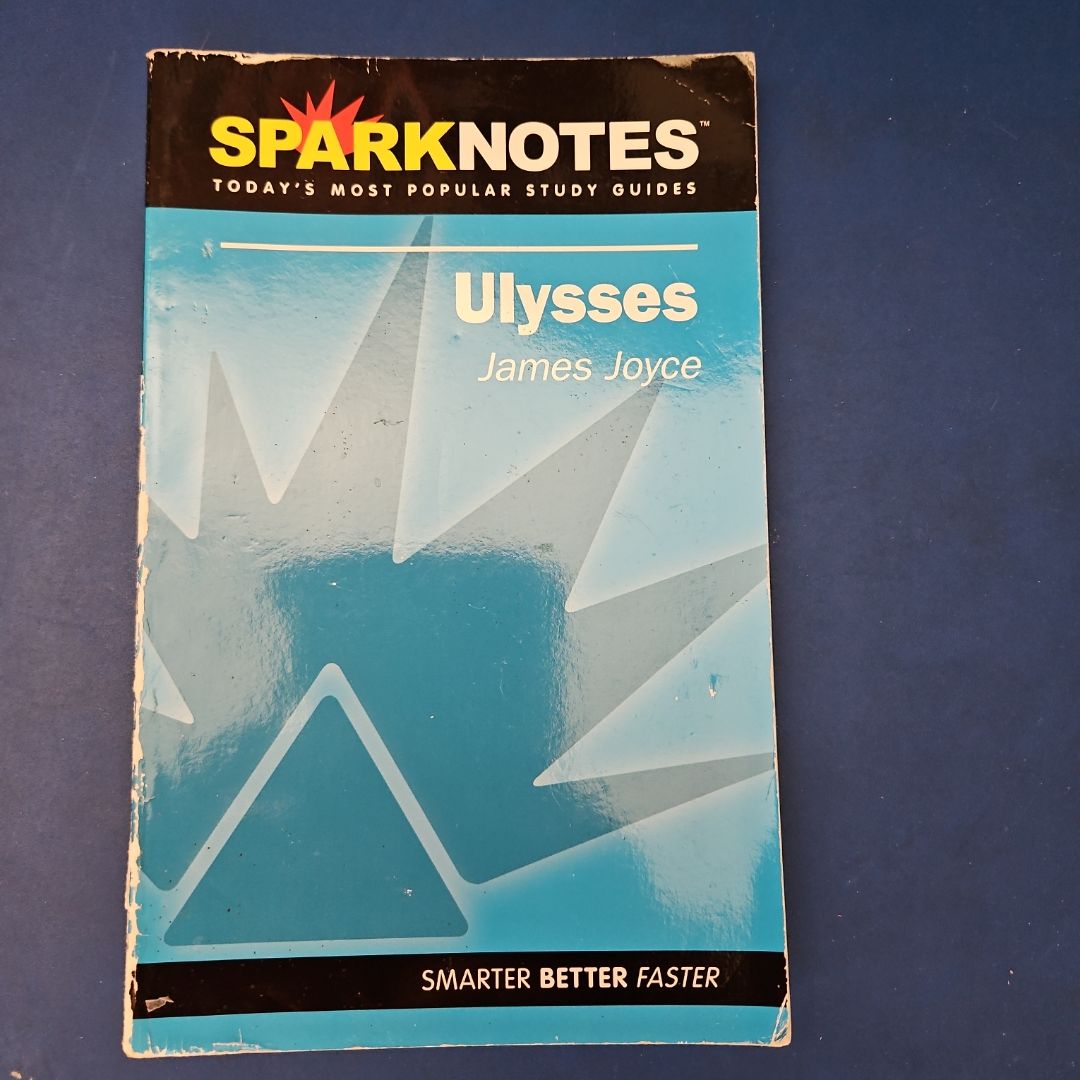 SPARKNOTES™
TODAY'S MOST POPULAR STUDY GUIDES
Ulysses
James Joyce
SMARTER BETTER FASTER